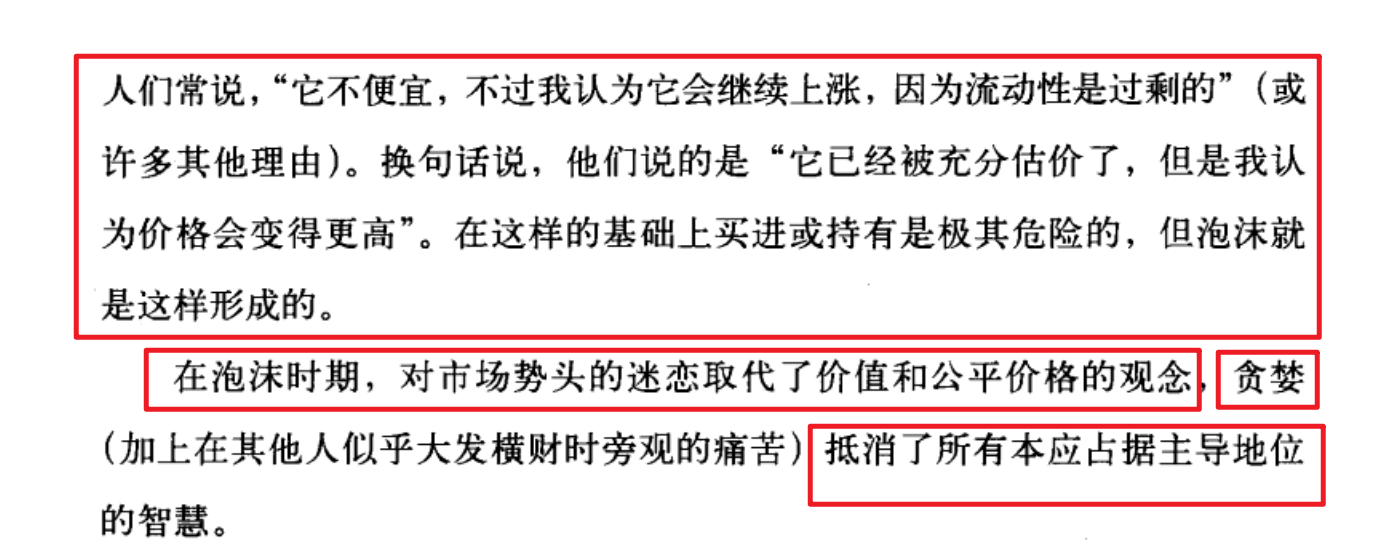 人们常说，“它不便宜，不过我认为它会继续上涨，因为流动性是过剩的”（或
许多其他理由）。换句话说，他们说的是“它已经被充分估价了，但是我认
为价格会变得更高”。在这样的基础上买进或持有是极其危险的，但泡沫就
是这样形成的。
在泡沫时期，对市场势头的迷恋取代了价值和公平价格的观念，贪婪
（加上在其他人似乎大发横财时旁观的痛苦）抵消了所有本应占据主导地位
的智慧。